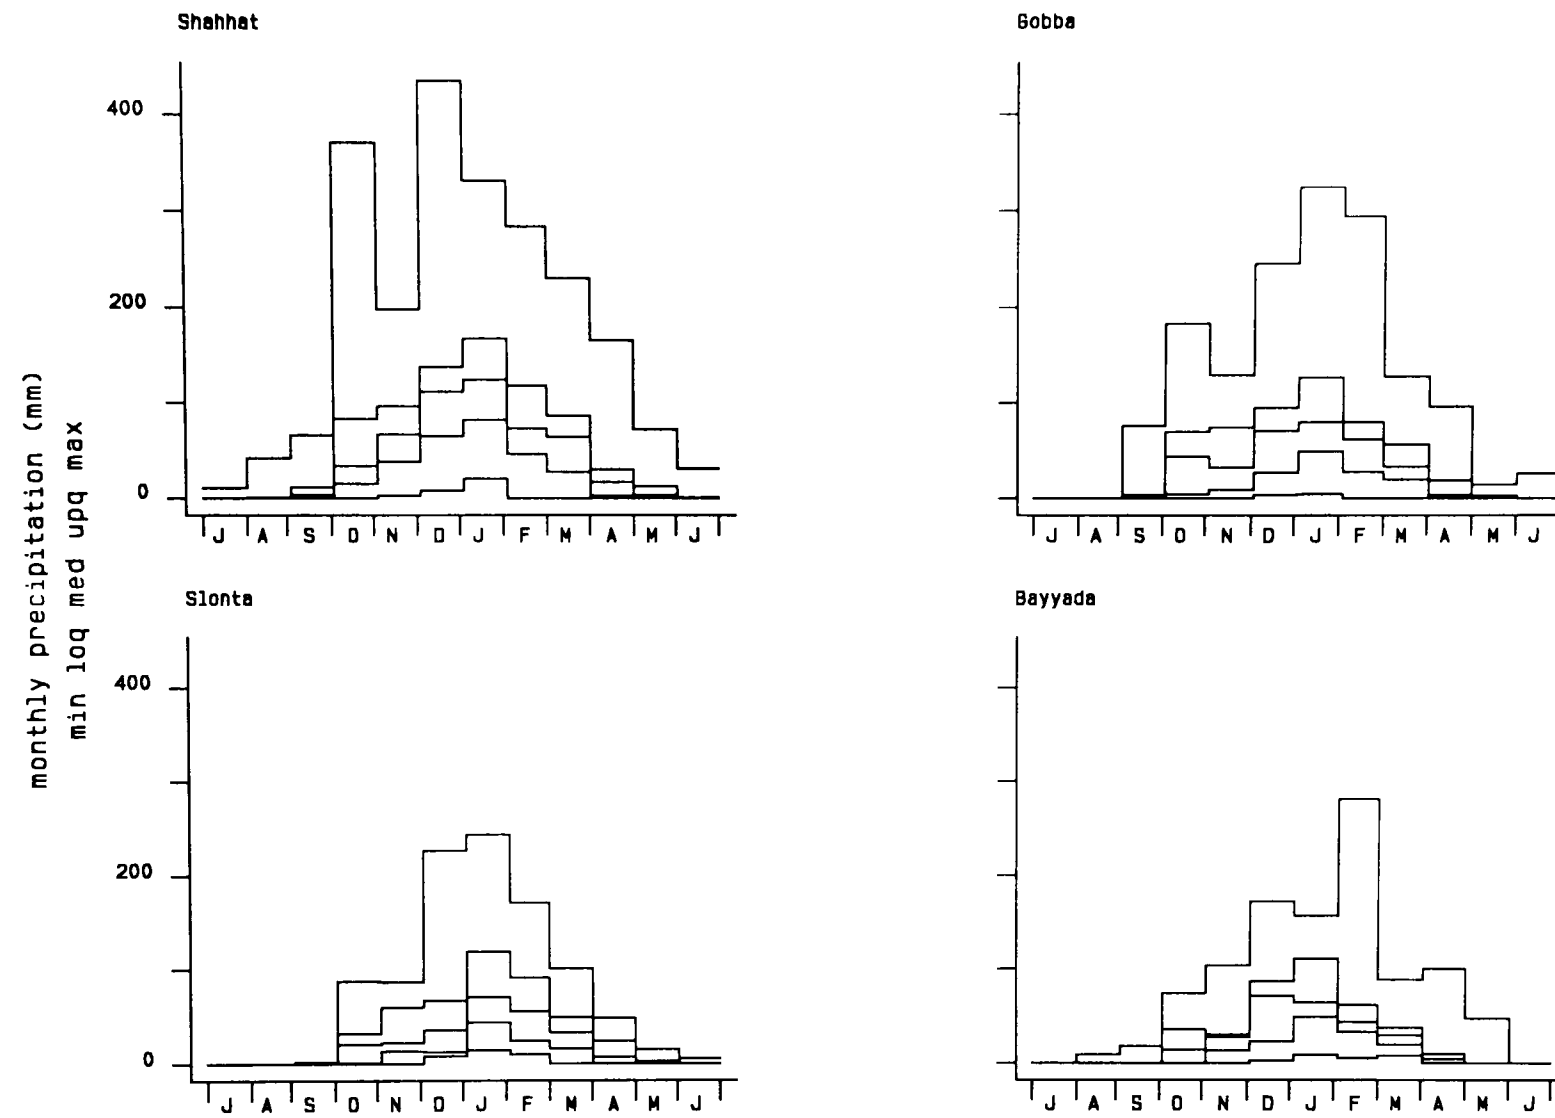 Shahhat
400
200
0
J A S O N D J F M A M J
Gobba
J A S O N D J F M A M J
monthly precipitation (mm)
min loq med upq max
Slonta
400
200
0
J A S O N D J F M A M J
Bayyada
J A S O N D J F M A M J